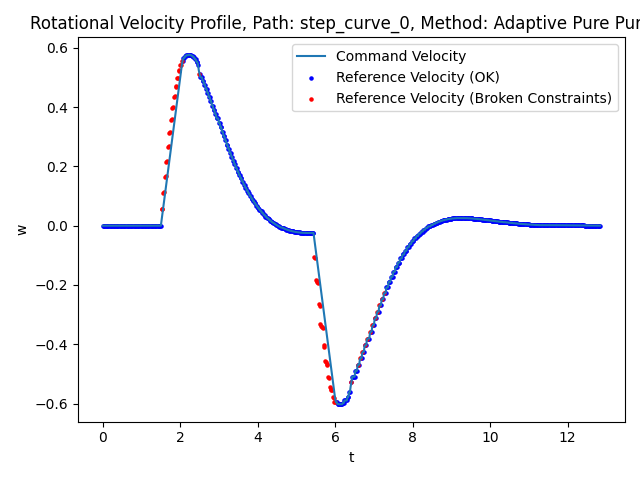 Rotational Velocity Profile, Path: step_curve_0, Method: Adaptive Pure Pur
Command Velocity
Reference Velocity (OK)
Reference Velocity (Broken Constraints)
0.6
0.4
0.2
0.0
−0.2
−0.4
−0.6
w
0 2 4 6 8 10 12
t